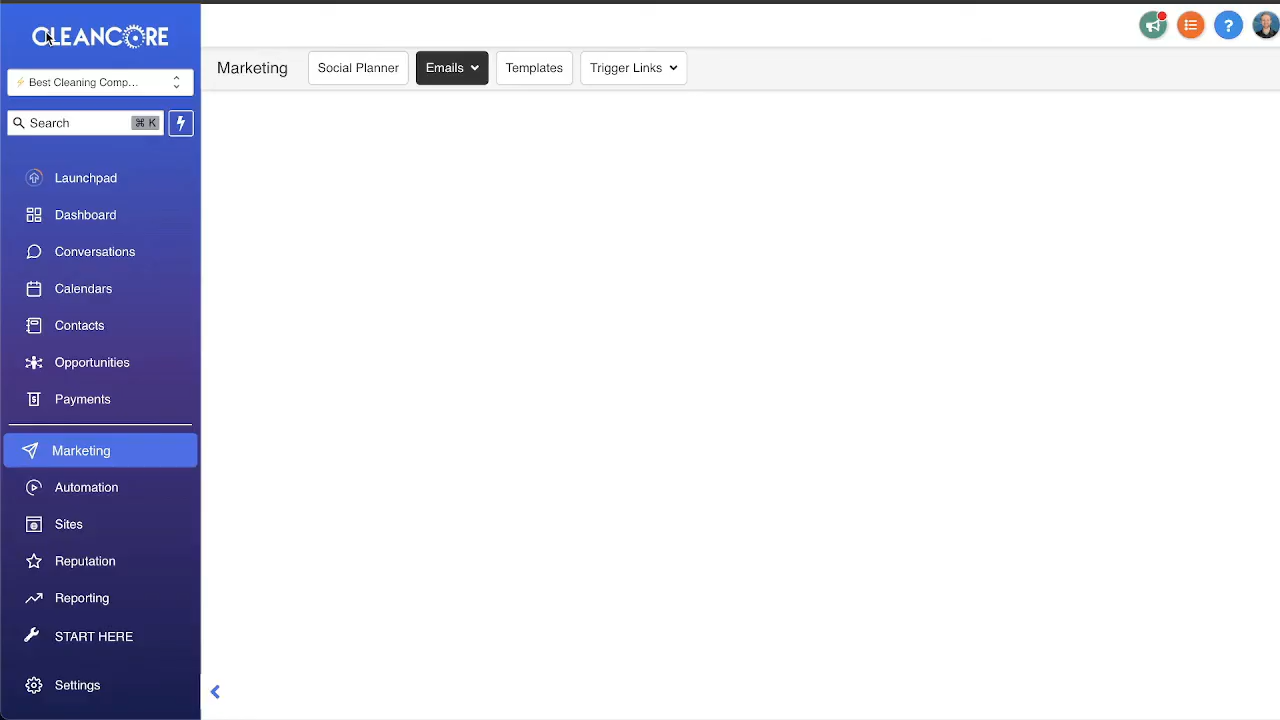 CLEANCORE
Best Cleaning Comp...
Search
⌘ K
Launchpad
Dashboard
Conversations
Calendars
Contacts
Opportunities
Payments
Marketing
Automation
Sites
Reputation
Reporting
START HERE
Settings
Marketing
Social Planner
Emails
Templates
Trigger Links
?